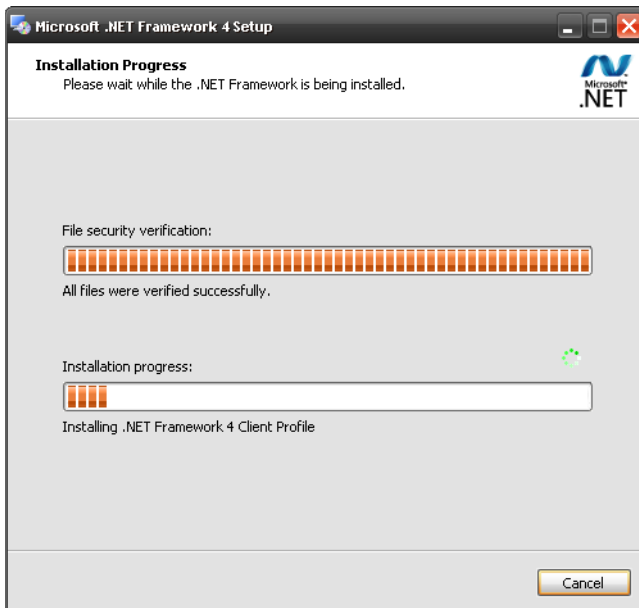 Microsoft .NET Framework 4 Setup
Installation Progress
Please wait while the .NET Framework is being installed.
Microsoft®
.NET
File security verification:
All files were verified successfully.
Installation progress:
Installing .NET Framework 4 Client Profile
Cancel